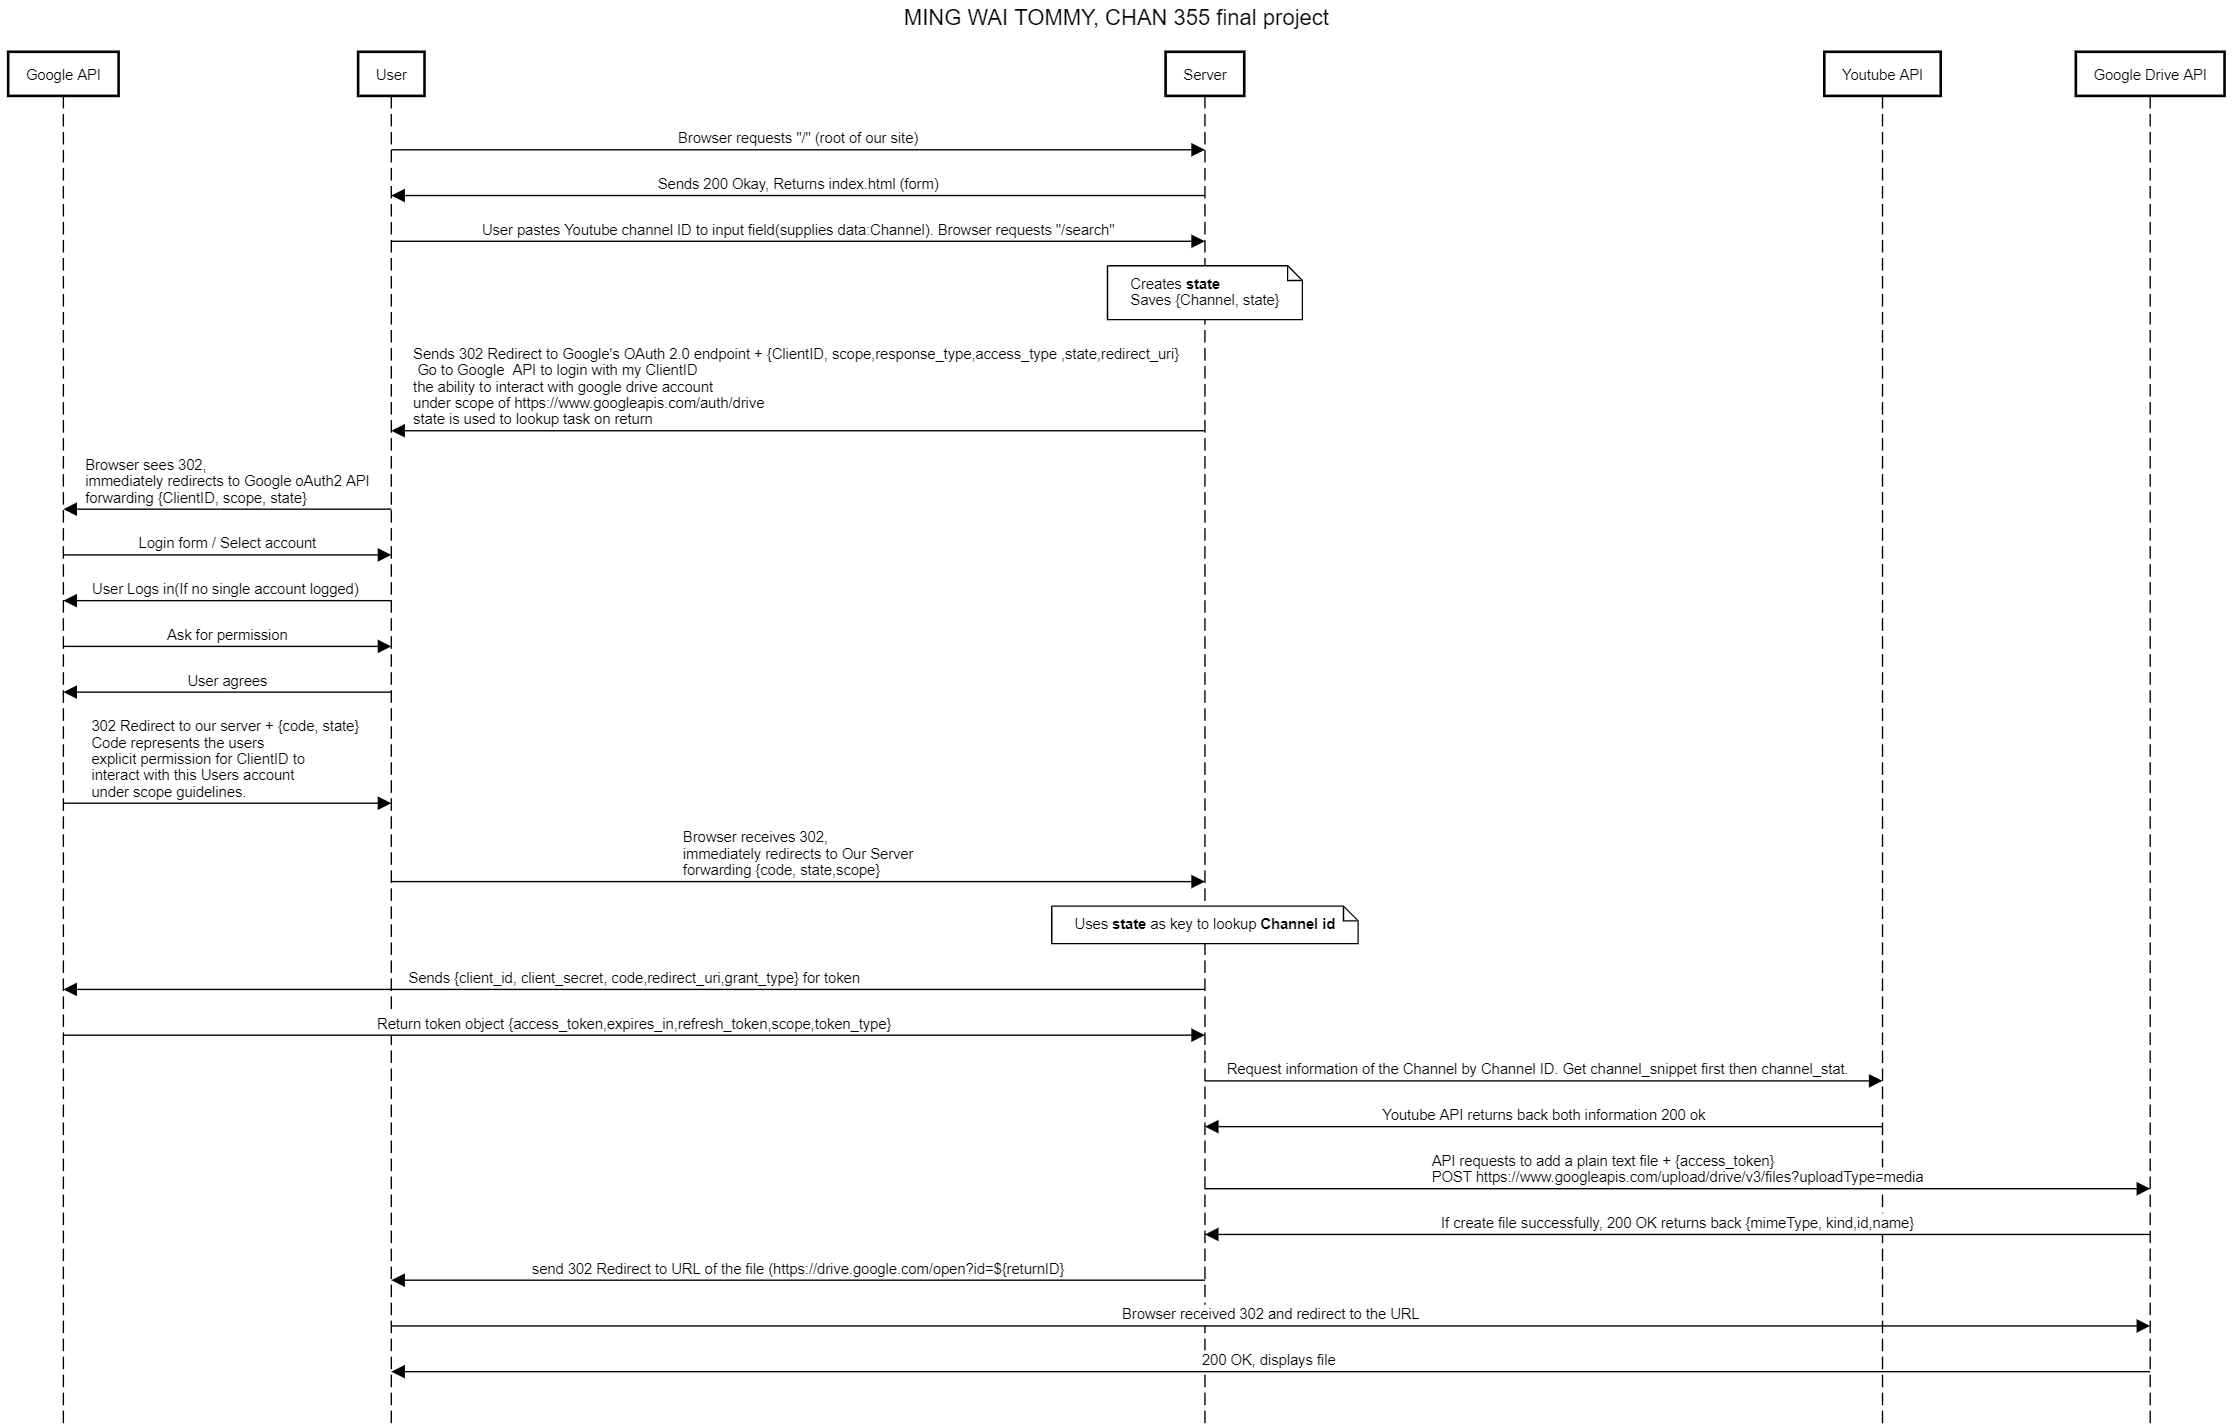 MING WAI TOMMY, CHAN 355 final project
Google API
User
Server
Youtube API
Google Drive API
Browser requests "/" (root of our site)
Sends 200 Okay, Returns index.html (form)
User pastes Youtube channel ID to input field(supplies data:Channel). Browser requests "/search"
Creates state
Saves {Channel, state}
Sends 302 Redirect to Google's OAuth 2.0 endpoint + {ClientID, scope,response_type,access_type ,state,redirect_uri}
Go to Google  API to login with my ClientID
the ability to interact with google drive account
under scope of https://www.googleapis.com/auth/drive
state is used to lookup task on return
Browser sees 302,
immediately redirects to Google oAuth2 API
forwarding {ClientID, scope, state}
Login form / Select account
User Logs in(If no single account logged)
Ask for permission
User agrees
302 Redirect to our server + {code, state}
Code represents the users
explicit permission for ClientID to
interact with this Users account
under scope guidelines.
Browser receives 302,
immediately redirects to Our Server
forwarding {code, state,scope}
Uses state as key to lookup Channel id
Sends {client_id, client_secret, code,redirect_uri,grant_type} for token
Return token object {access_token,expires_in,refresh_token,scope,token_type}
Request information of the Channel by Channel ID. Get channel_snippet first then channel_stat.
Youtube API returns back both information 200 ok
API requests to add a plain text file + {access_token}
POST https://www.googleapis.com/upload/drive/v3/files?uploadType=media
If create file successfully, 200 OK returns back {mimeType, kind,id,name}
send 302 Redirect to URL of the file (https://drive.google.com/open?id=${returnID}
Browser received 302 and redirect to the URL
200 OK, displays file